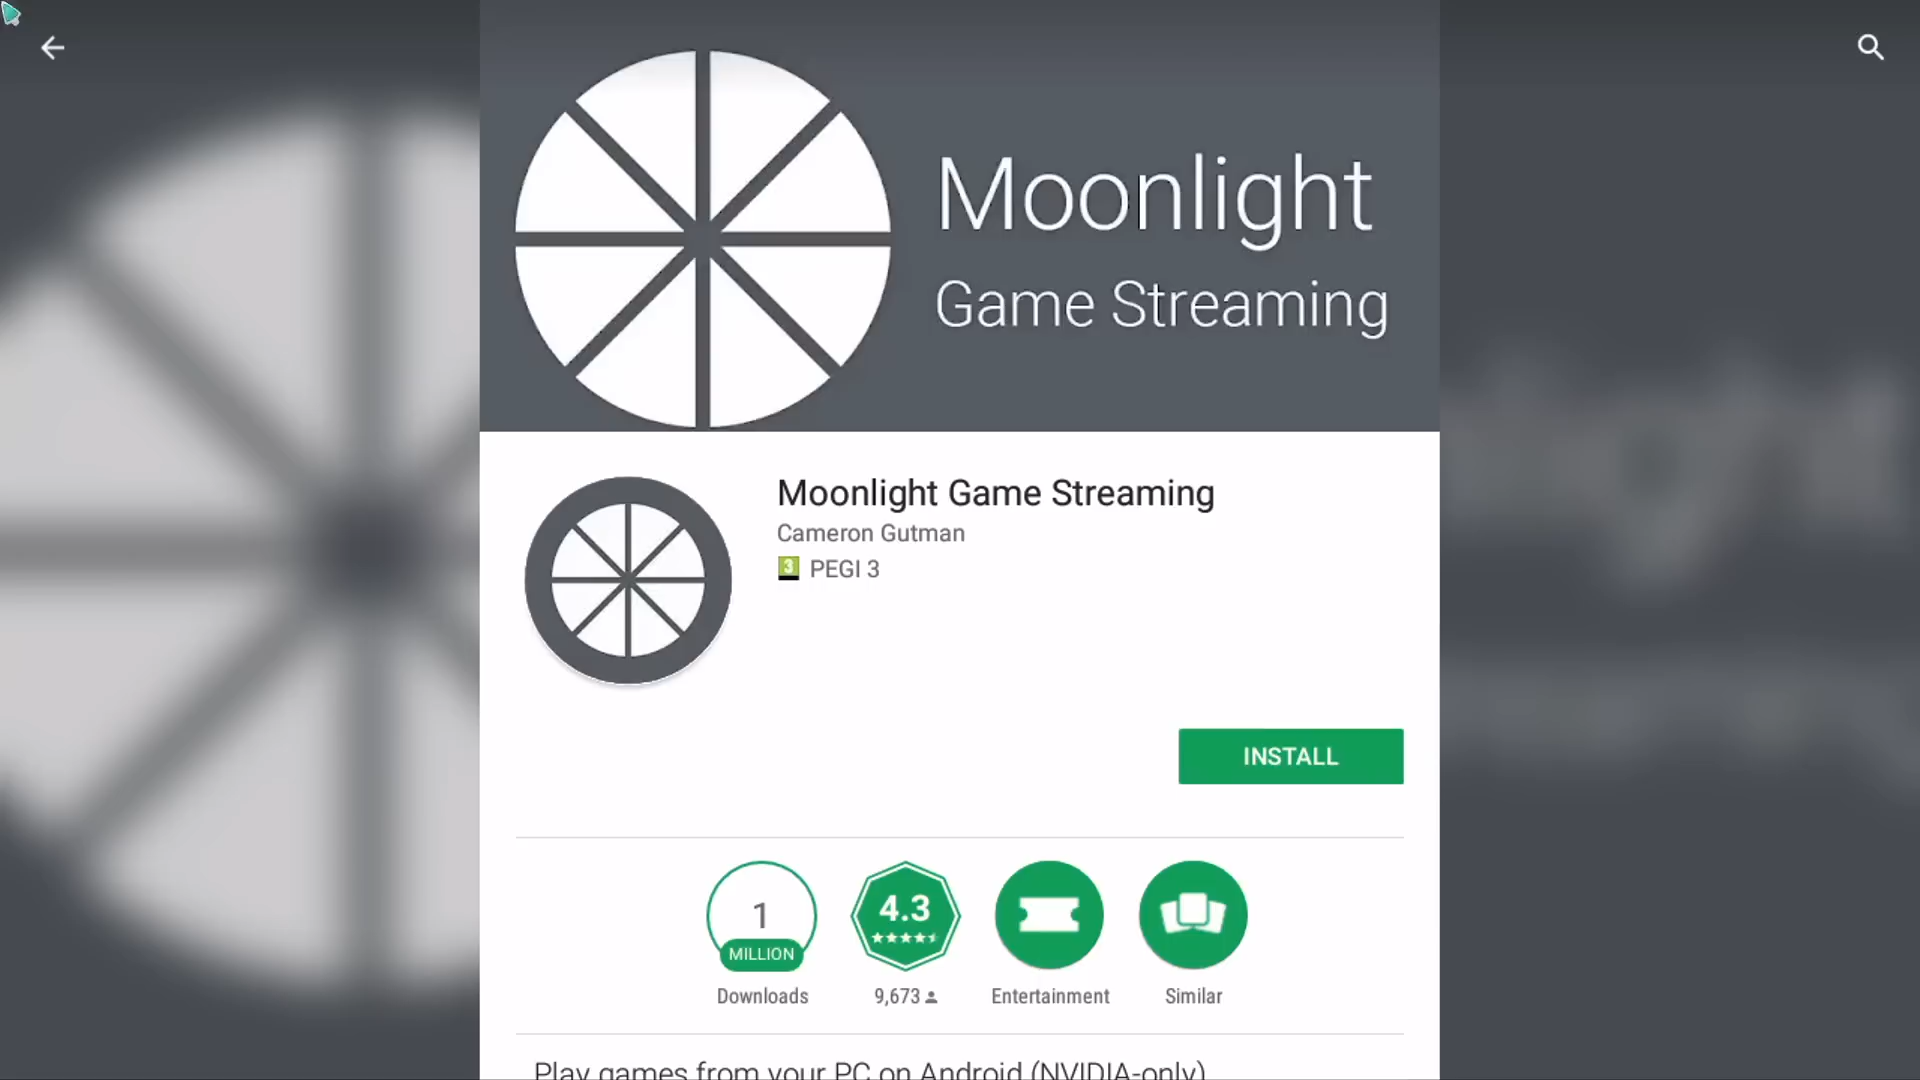 Moonlight
Game Streaming
Moonlight Game Streaming
Cameron Gutman
3 PEGI 3
INSTALL
1
MILLION
Downloads
4.3
9,673
Entertainment
Similar
Play games from your PC on Android (NVIDIA-only)